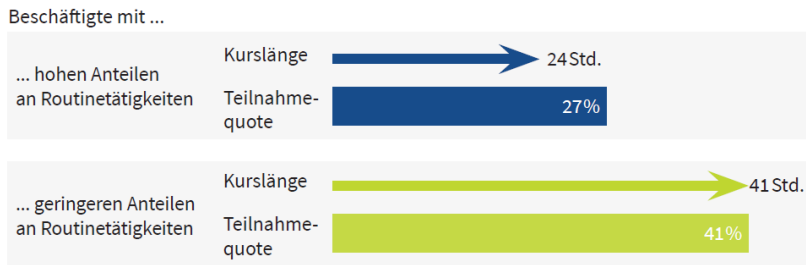 Beschäftigte mit ...
... hohen Anteilen
an Routinetätigkeiten
Kurslänge
24 Std.
Teilnahme-
quote
27%
... geringeren Anteilen
an Routinetätigkeiten
Kurslänge
41 Std.
Teilnahme-
quote
41%